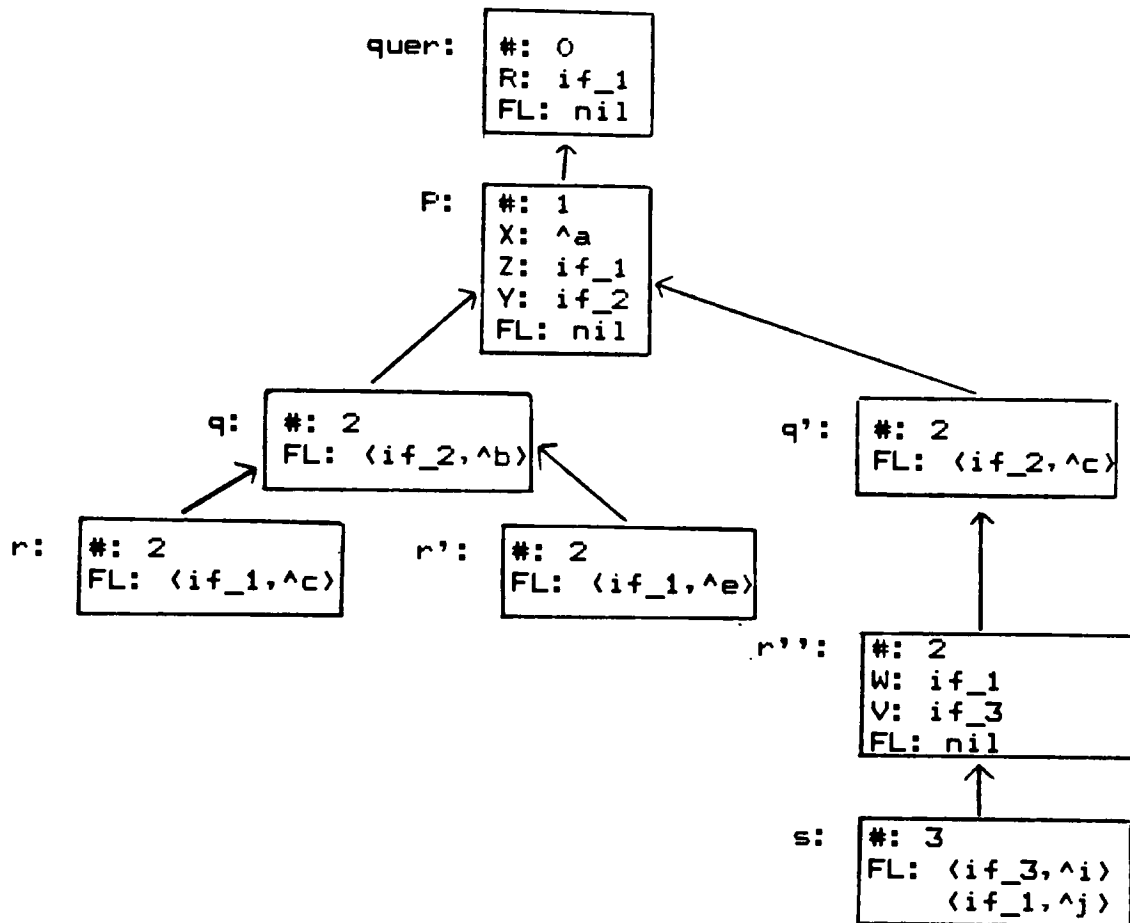 quer:
#: 0
R: if_1
FL: nil
P:
#: 1
X: ^a
Z: if_1
Y: if_2
FL: nil
q:
#: 2
FL: <if_2,^b>
q':
#: 2
FL: <if_2,^c>
r:
#: 2
FL: <if_1,^c>
r':
#: 2
FL: <if_1,^e>
r'':
#: 2
W: if_1
V: if_3
FL: nil
s:
#: 3
FL: <if_3,^i>
<if_1,^j>